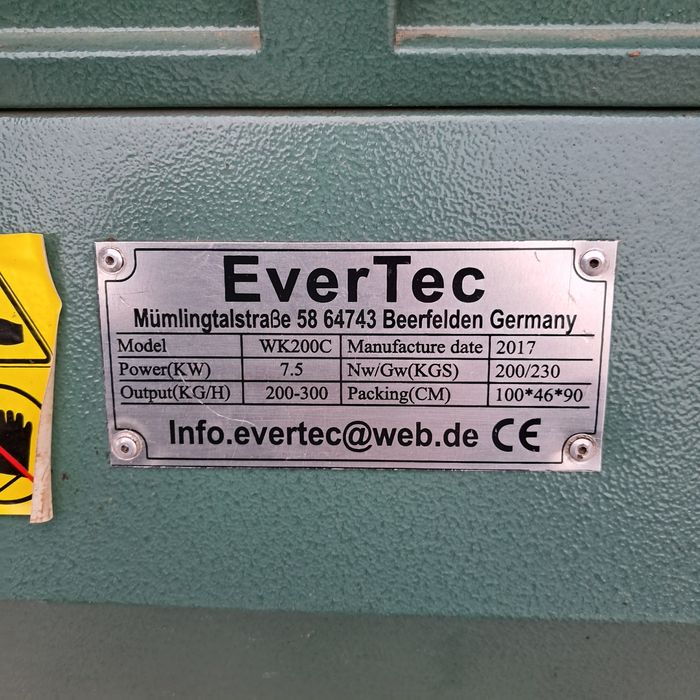 EverTec
Mümlingtalstraße 58 64743 Beerfelden Germany
Model WK200C Manufacture date 2017
Power(KW) 7.5 Nw/Gw(KGS) 200/230
Output(KG/H) 200-300 Packing(CM) 100*46*90
Info.evertec@web.de CE